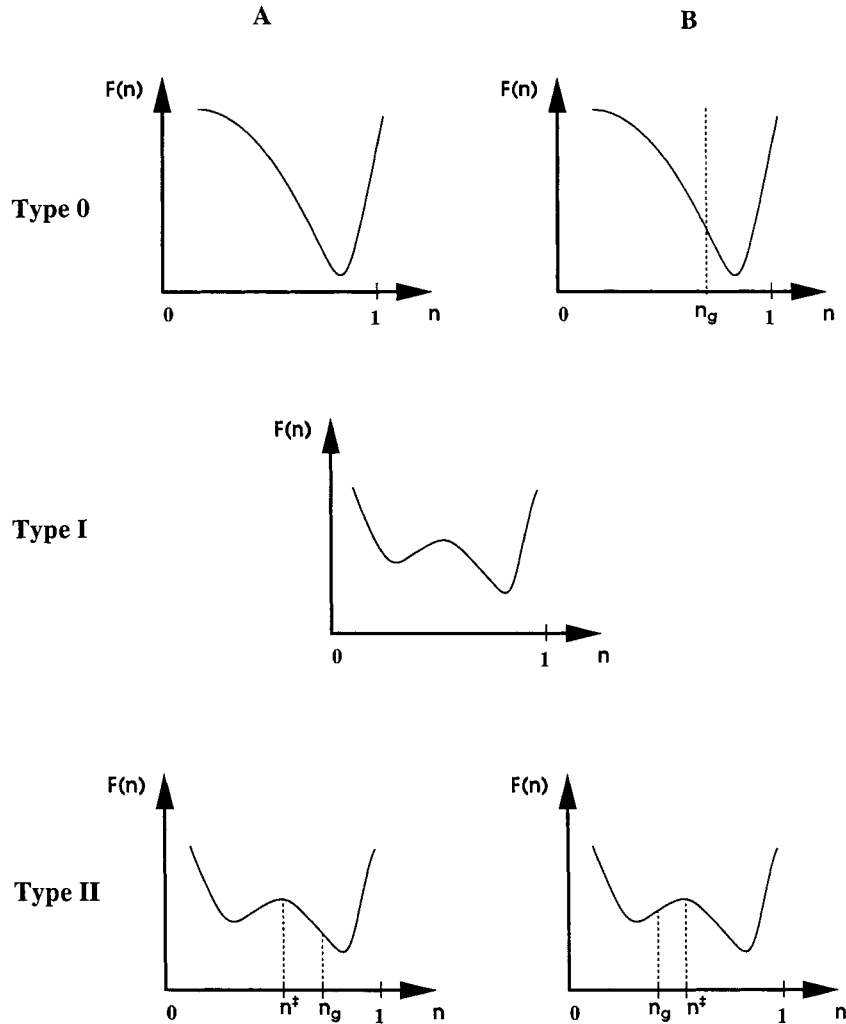 A B
F(n) F(n)
Type 0
0 1 n 0 n_g 1 n
F(n)
Type I
0 1 n
F(n) F(n)
Type II
0 n‡ n_g 1 n 0 n_g n‡ 1 n